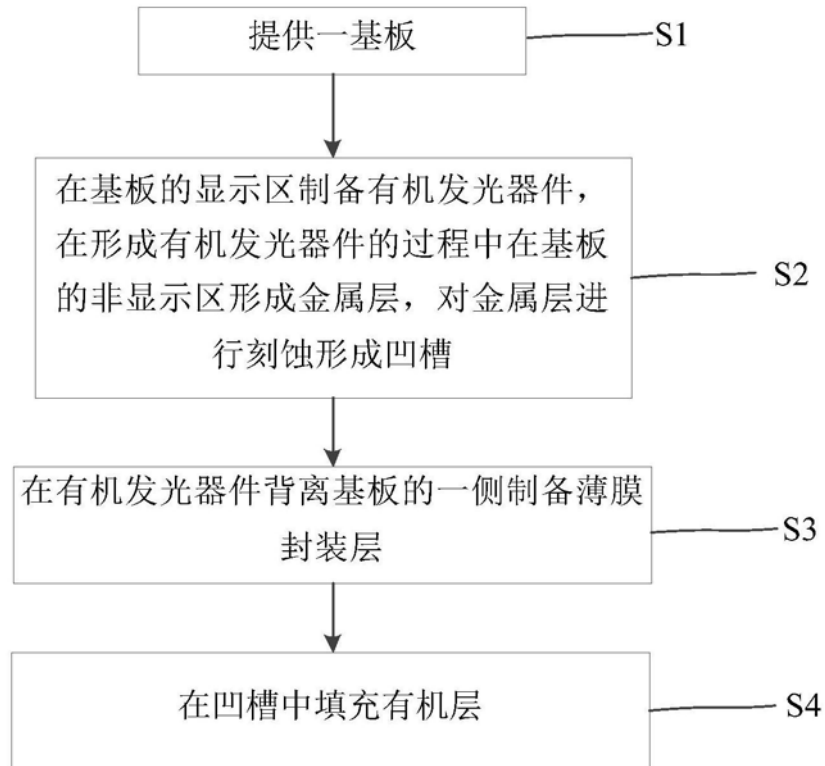 提供一基板
S1
在基板的显示区制备有机发光器件，
在形成有机发光器件的过程中在基板
的非显示区形成金属层，对金属层进
行刻蚀形成凹槽
S2
在有机发光器件背离基板的一侧制备薄膜
封装层
S3
在凹槽中填充有机层
S4